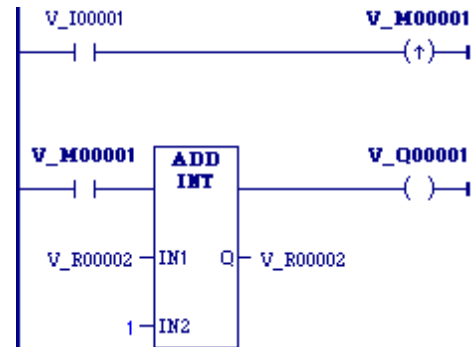 V_I00001 V_M00001
(↑)
V_M00001 ADD V_Q00001
INT
( )
V_R00002 IN1 Q V_R00002
1 IN2